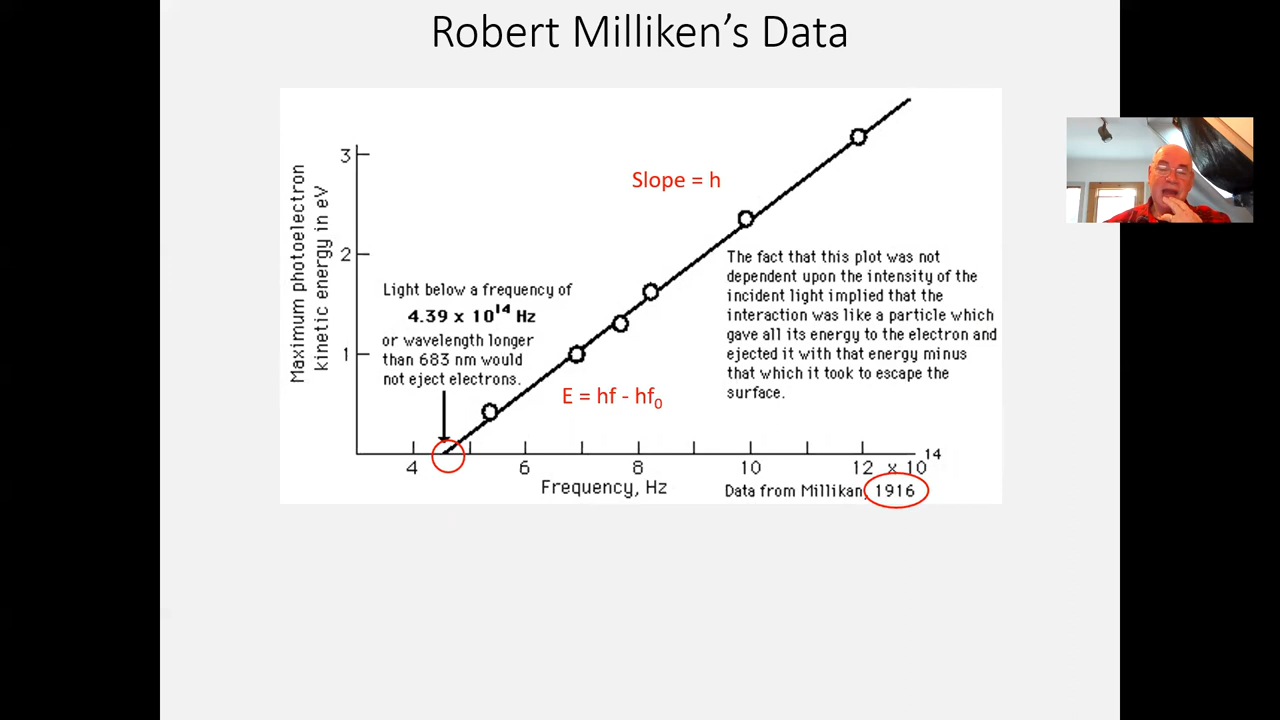 Robert Milliken’s Data
Maximum photoelectron
kinetic energy in eV
3
2
1
Slope = h
Light below a frequency of
4.39 x 10¹⁴ Hz
or wavelength longer
than 683 nm would
not eject electrons.
The fact that this plot was not
dependent upon the intensity of the
incident light implied that the
interaction was like a particle which
gave all its energy to the electron and
ejected it with that energy minus
that which it took to escape the
surface.
E = hf - hf₀
4 6 8 10 12 x 10 14
Frequency, Hz
Data from Millikan, 1916